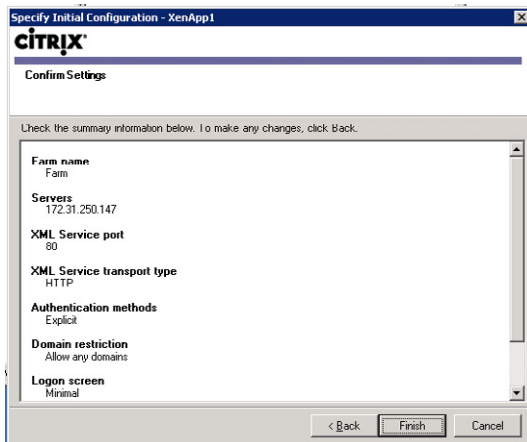 Specify Initial Configuration - XenApp1
CİTRIX
Confirm Settings
Check the summary information below. To make any changes, click Back.
Farm name
Farm
Servers
172.31.250.147
XML Service port
80
XML Service transport type
HTTP
Authentication methods
Explicit
Domain restriction
Allow any domains
Logon screen
Minimal
< Back
Finish
Cancel